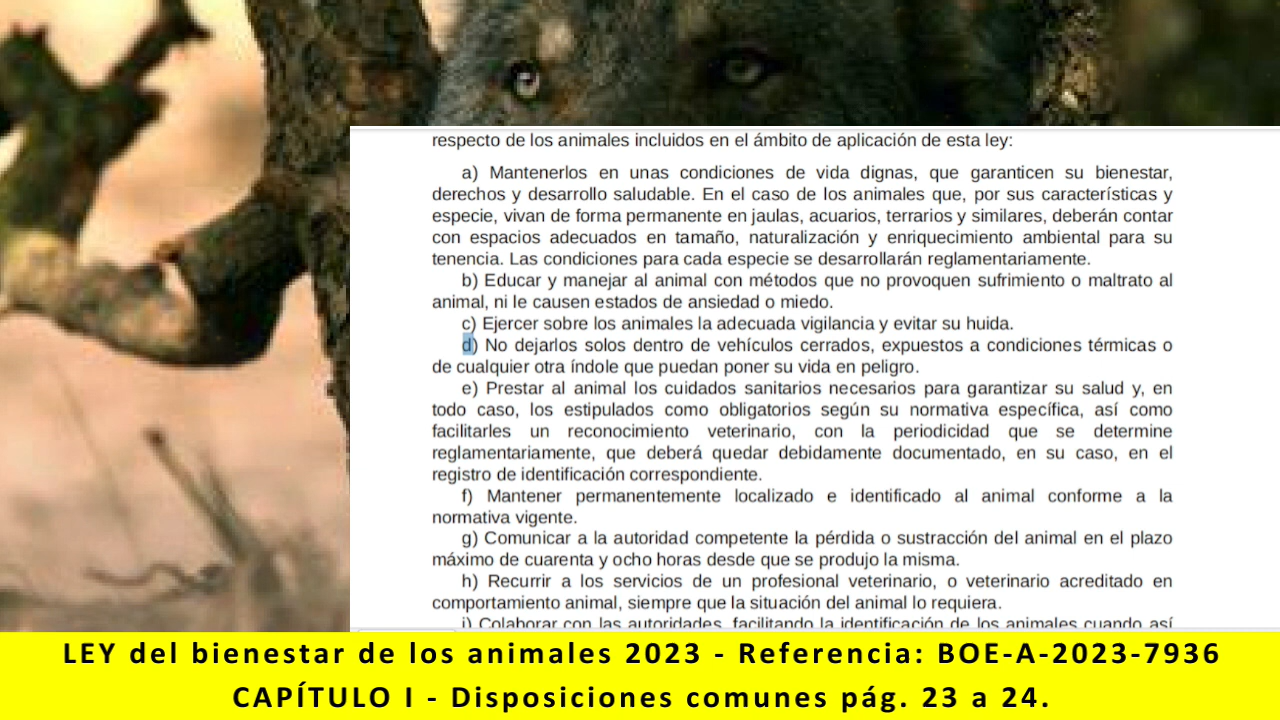 respecto de los animales incluidos en el ámbito de aplicación de esta ley:
a) Mantenerlos en unas condiciones de vida dignas, que garanticen su bienestar,
derechos y desarrollo saludable. En el caso de los animales que, por sus características y
especie, vivan de forma permanente en jaulas, acuarios, terrarios y similares, deberán contar
con espacios adecuados en tamaño, naturalización y enriquecimiento ambiental para su
tenencia. Las condiciones para cada especie se desarrollarán reglamentariamente.
b) Educar y manejar al animal con métodos que no provoquen sufrimiento o maltrato al
animal, ni le causen estados de ansiedad o miedo.
c) Ejercer sobre los animales la adecuada vigilancia y evitar su huida.
d) No dejarlos solos dentro de vehículos cerrados, expuestos a condiciones térmicas o
de cualquier otra índole que puedan poner su vida en peligro.
e) Prestar al animal los cuidados sanitarios necesarios para garantizar su salud y, en
todo caso, los estipulados como obligatorios según su normativa específica, así como
facilitarles un reconocimiento veterinario, con la periodicidad que se determine
reglamentariamente, que deberá quedar debidamente documentado, en su caso, en el
registro de identificación correspondiente.
f) Mantener permanentemente localizado e identificado al animal conforme a la
normativa vigente.
g) Comunicar a la autoridad competente la pérdida o sustracción del animal en el plazo
máximo de cuarenta y ocho horas desde que se produjo la misma.
h) Recurrir a los servicios de un profesional veterinario, o veterinario acreditado en
comportamiento animal, siempre que la situación del animal lo requiera.
i) Colaborar con las autoridades, facilitando la identificación de los animales cuando así
LEY del bienestar de los animales 2023 - Referencia: BOE-A-2023-7936
CAPÍTULO I - Disposiciones comunes pág. 23 a 24.